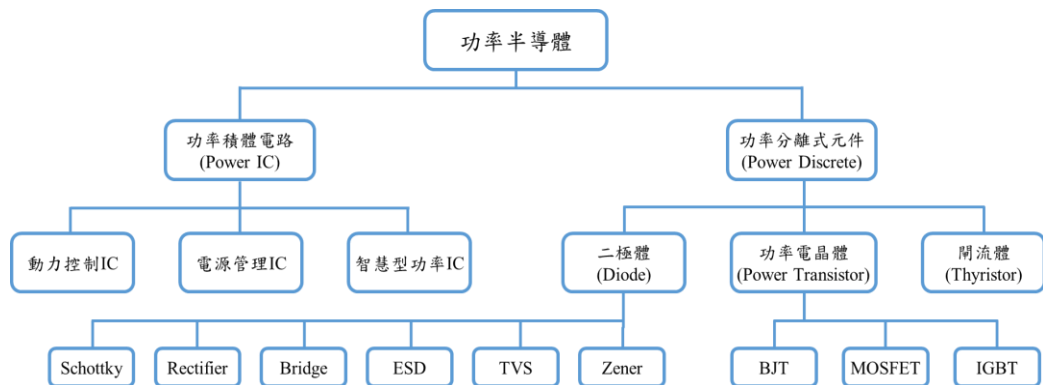 功率半導體
功率積體電路
(Power IC)
功率分離式元件
(Power Discrete)
動力控制IC
電源管理IC
智慧型功率IC
二極體
(Diode)
功率電晶體
(Power Transistor)
閘流體
(Thyristor)
Schottky
Rectifier
Bridge
ESD
TVS
Zener
BJT
MOSFET
IGBT